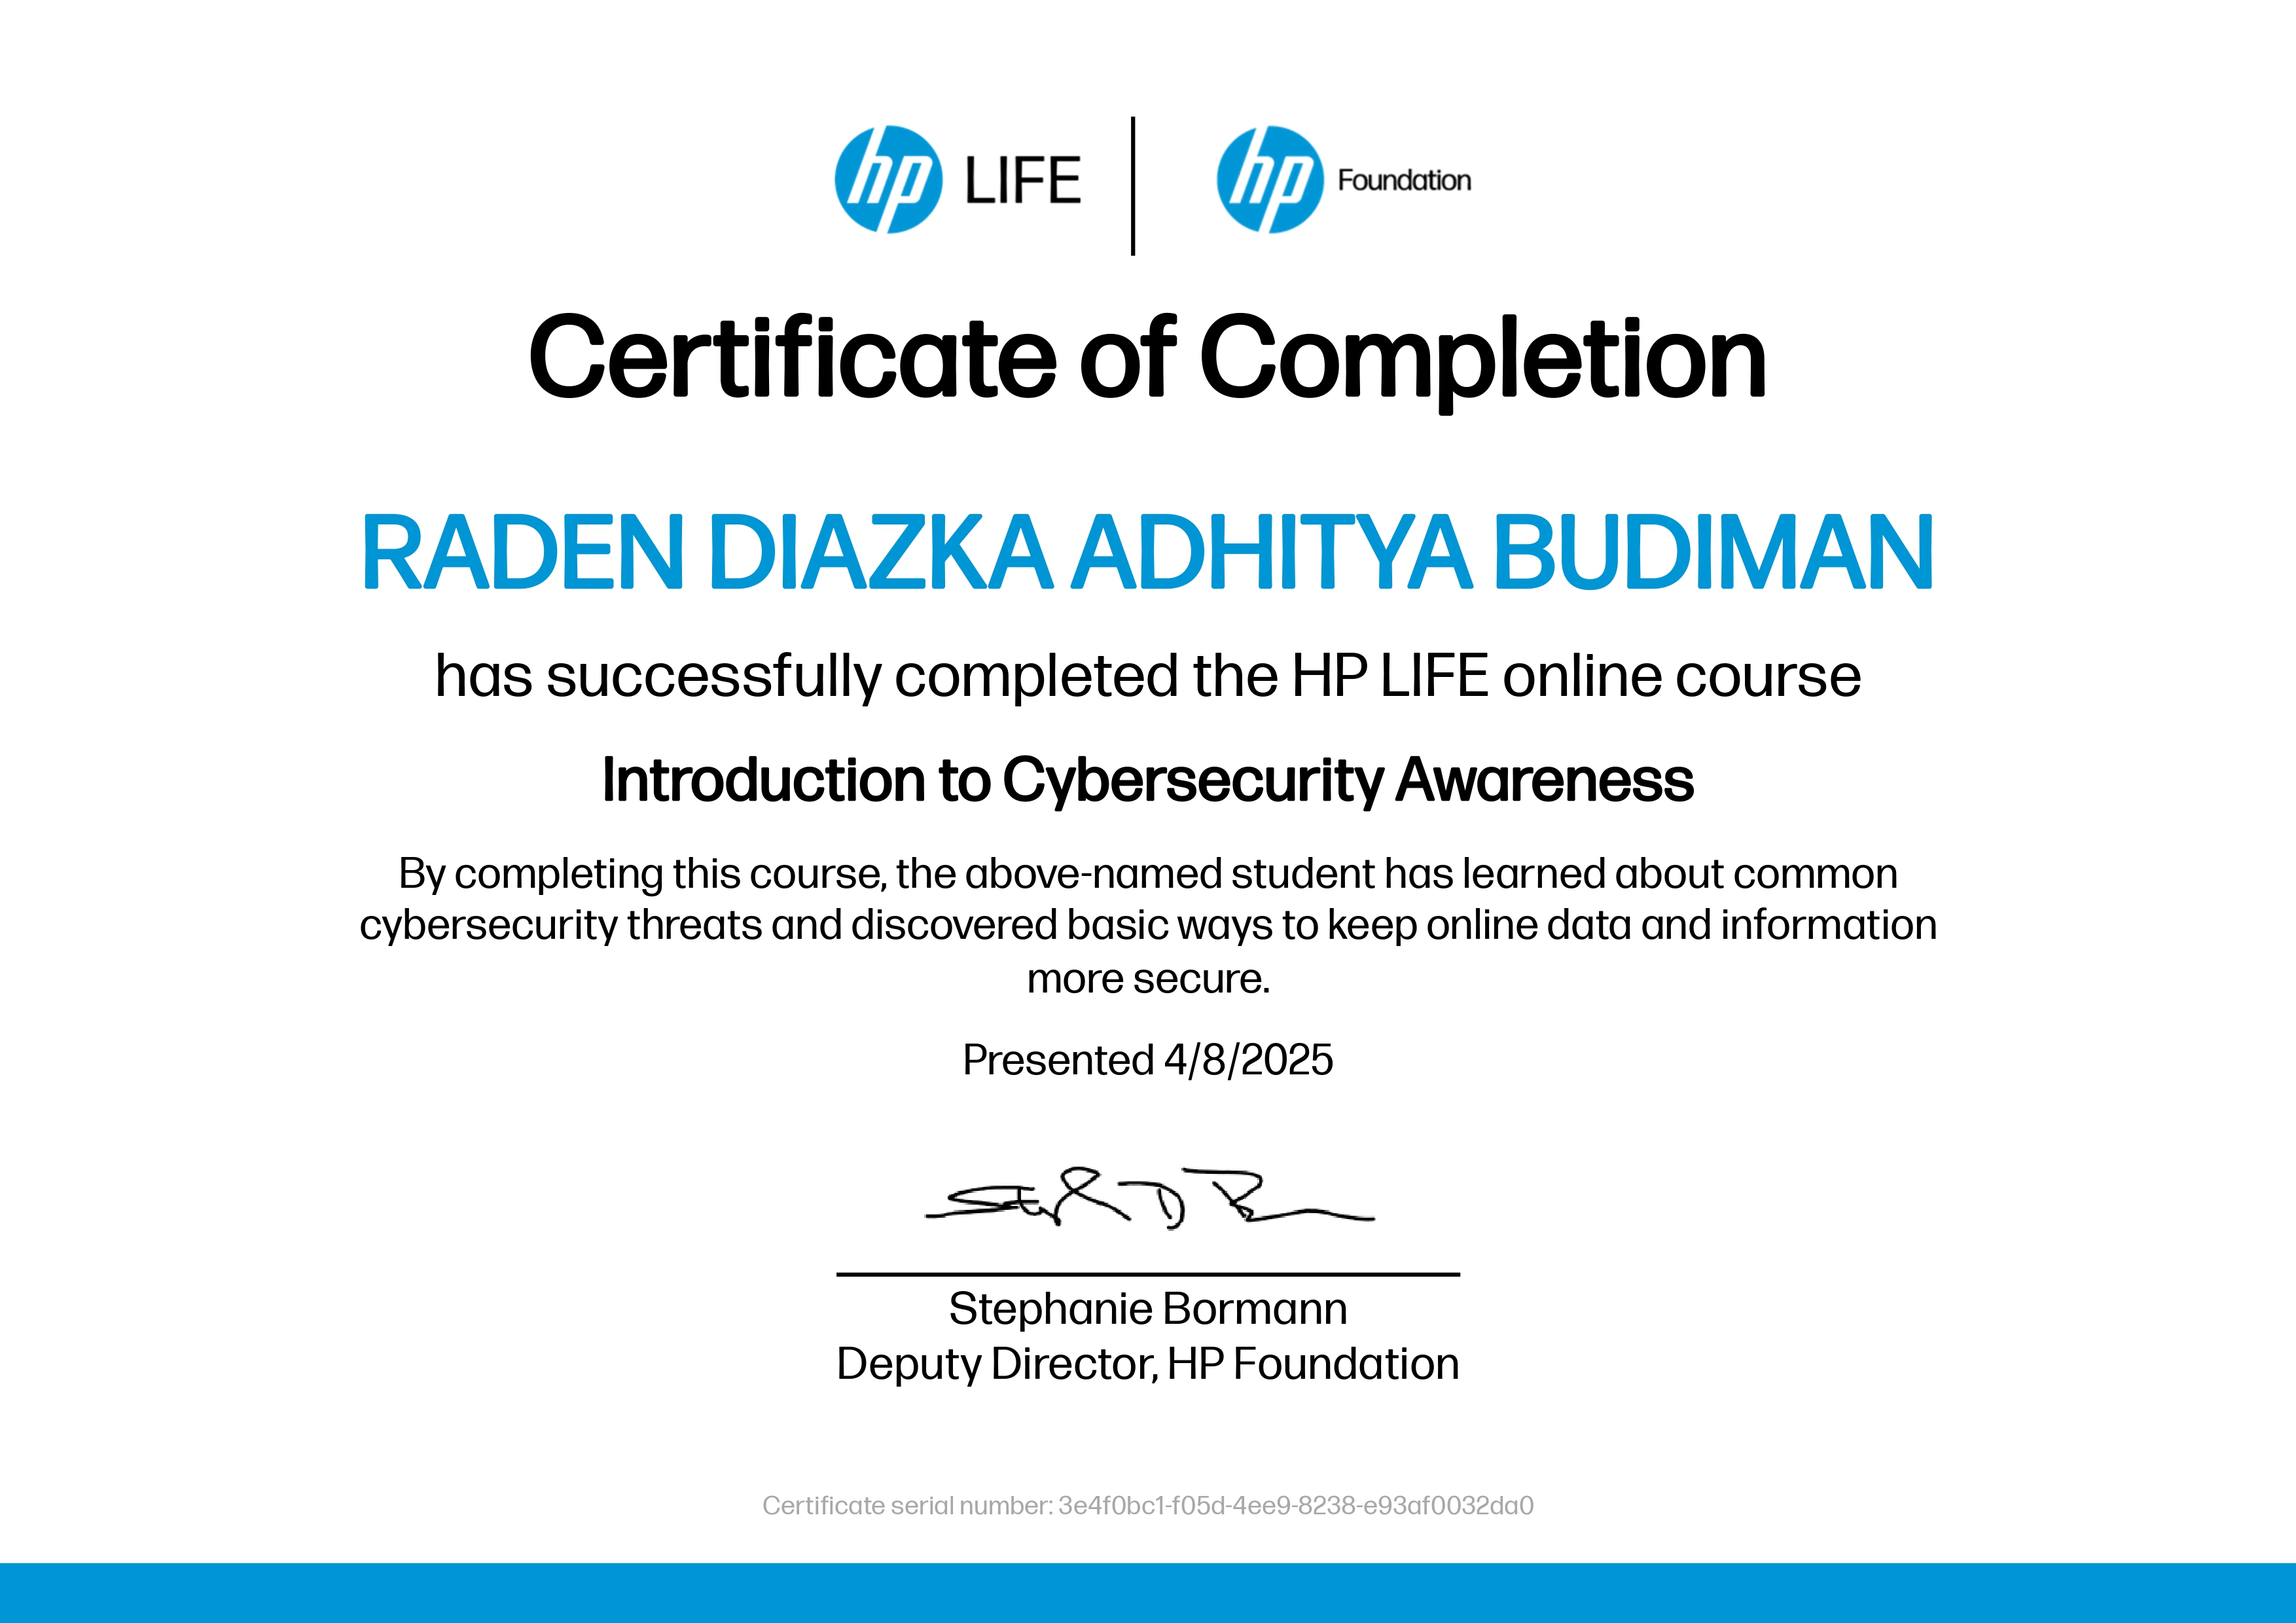 hp LIFE | hp Foundation
Certificate of Completion
RADEN DIAZKA ADHITYA BUDIMAN
has successfully completed the HP LIFE online course
Introduction to Cybersecurity Awareness
By completing this course, the above-named student has learned about common
cybersecurity threats and discovered basic ways to keep online data and information
more secure.
Presented 4/8/2025
Stephanie Bormann
Deputy Director, HP Foundation
Certificate serial number: 3e4f0bc1-f05d-4ee9-8238-e93af0032da0